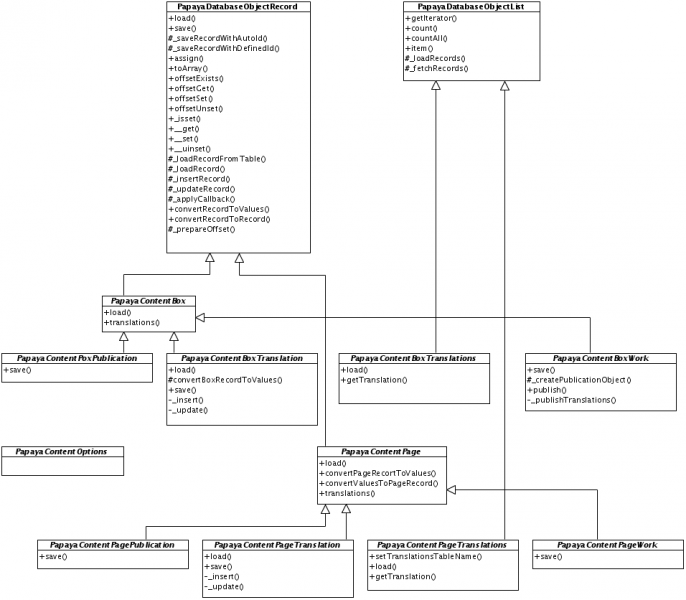 PapayaDatabaseObjectRecord
+load()
+save()
#_saveRecordWithAutoId()
#_saveRecordWithDefinedId()
+assign()
+toArray()
+offsetExists()
+offsetGet()
+offsetSet()
+offsetUnset()
+_isset()
+__get()
+__set()
+__uinset()
#_loadRecordFromTable()
#_loadRecord()
#_insertRecord()
#_updateRecord()
#_applyCallback()
+convertRecordToValues()
+convertRecordToRecord()
#_prepareOffset()
PapayaDatabaseObjectList
+getIterator()
+count()
+countAll()
+item()
#_loadRecords()
#_fetchRecords()
PapayaContentBox
+load()
+translations()
PapayaContentPoxPublication
+save()
PapayaContentBoxTranslation
+load()
#convertBoxRecordToValues()
+save()
-_insert()
-_update()
PapayaContentBoxTranslations
+load()
+getTranslation()
PapayaContentBoxWork
+save()
#_createPublicationObject()
+publish()
-_publishTranslations()
PapayaContentOptions
PapayaContentPage
+load()
+convertPageRecortToValues()
+convertValuesToPageRecord()
+translations()
PapayaContentPagePublication
+save()
PapayaContentPageTranslation
+load()
+save()
-_insert()
-_update()
PapayaContentPageTranslations
+setTranslationsTableName()
+load()
+getTranslation()
PapayaContentPageWork
+save()